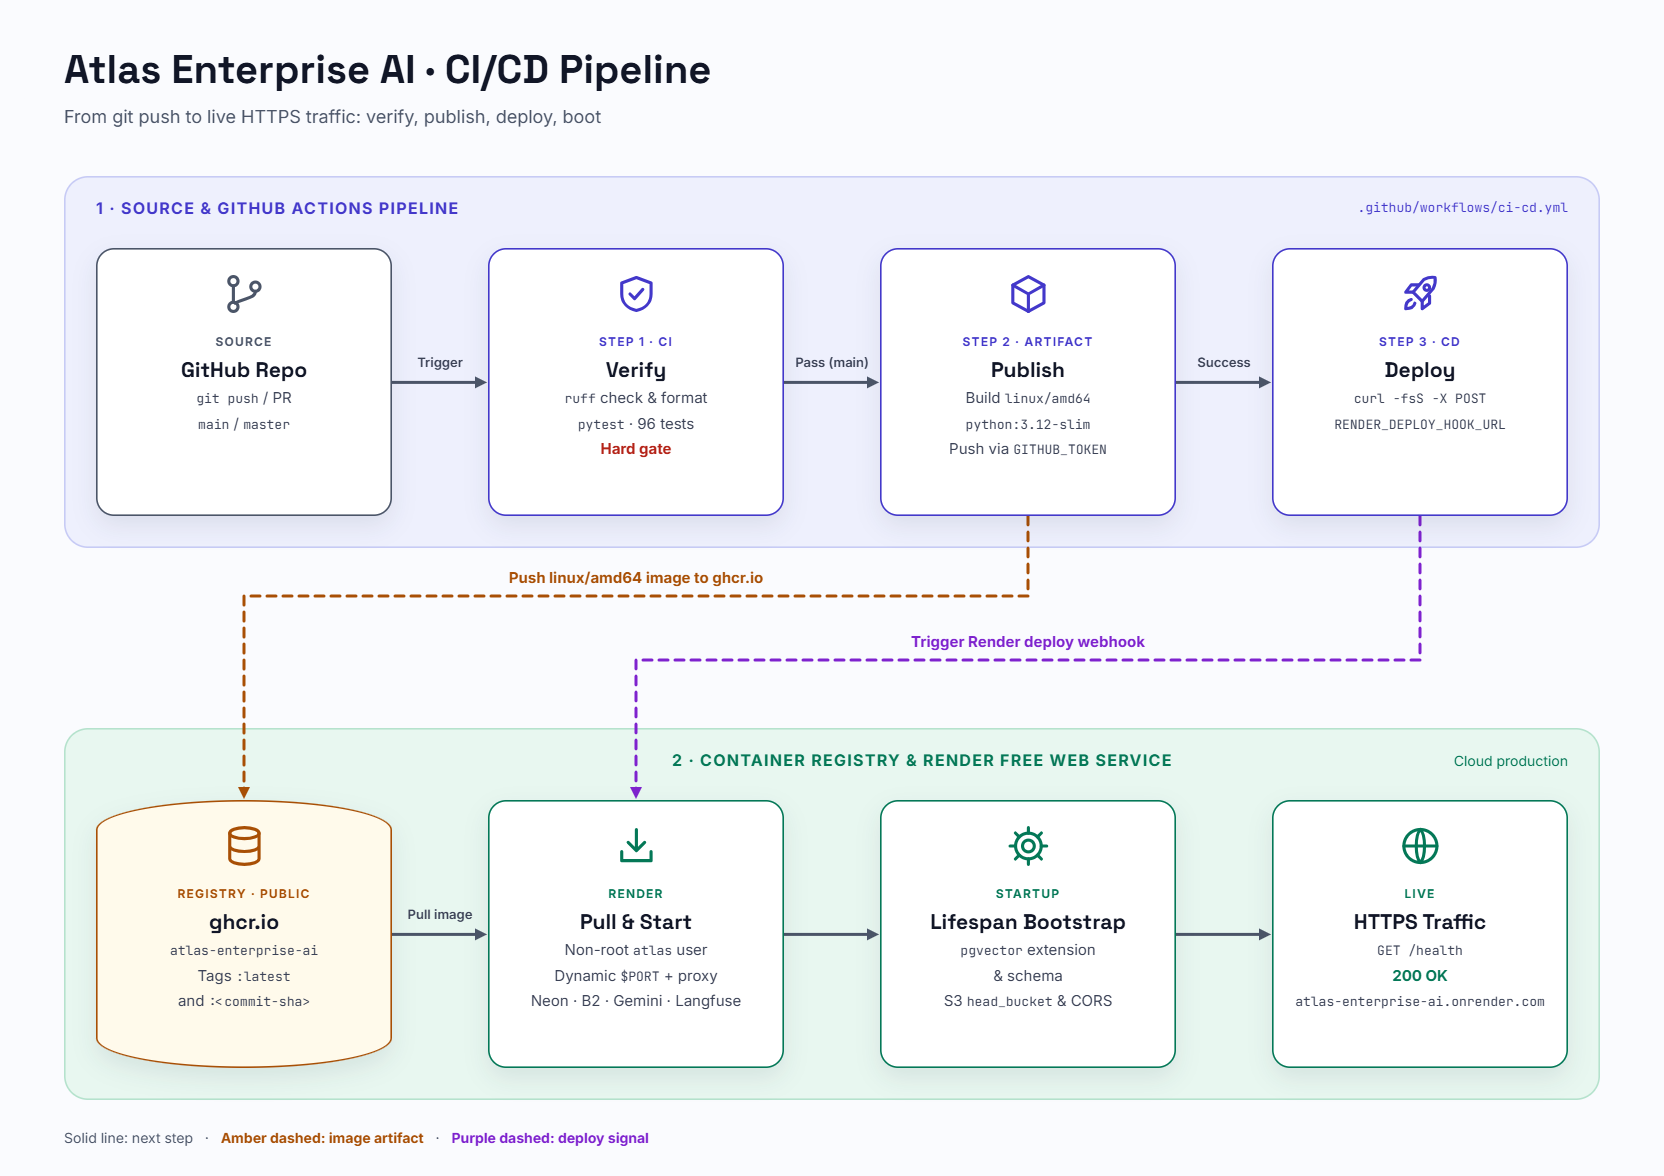 Atlas Enterprise AI · CI/CD Pipeline
From git push to live HTTPS traffic: verify, publish, deploy, boot
1 · SOURCE & GITHUB ACTIONS PIPELINE
.github/workflows/ci-cd.yml
SOURCE
GitHub Repo
git push / PR
main / master
Trigger
STEP 1 · CI
Verify
ruff check & format
pytest · 96 tests
Hard gate
Pass (main)
STEP 2 · ARTIFACT
Publish
Build linux/amd64
python:3.12-slim
Push via GITHUB_TOKEN
Success
STEP 3 · CD
Deploy
curl -fsS -X POST
RENDER_DEPLOY_HOOK_URL
Push linux/amd64 image to ghcr.io
Trigger Render deploy webhook
2 · CONTAINER REGISTRY & RENDER FREE WEB SERVICE
Cloud production
REGISTRY · PUBLIC
ghcr.io
atlas-enterprise-ai
Tags :latest
and :<commit-sha>
Pull image
RENDER
Pull & Start
Non-root atlas user
Dynamic $PORT + proxy
Neon · B2 · Gemini · Langfuse
STARTUP
Lifespan Bootstrap
pgvector extension
& schema
S3 head_bucket & CORS
LIVE
HTTPS Traffic
GET /health
200 OK
atlas-enterprise-ai.onrender.com
Solid line: next step · Amber dashed: image artifact · Purple dashed: deploy signal